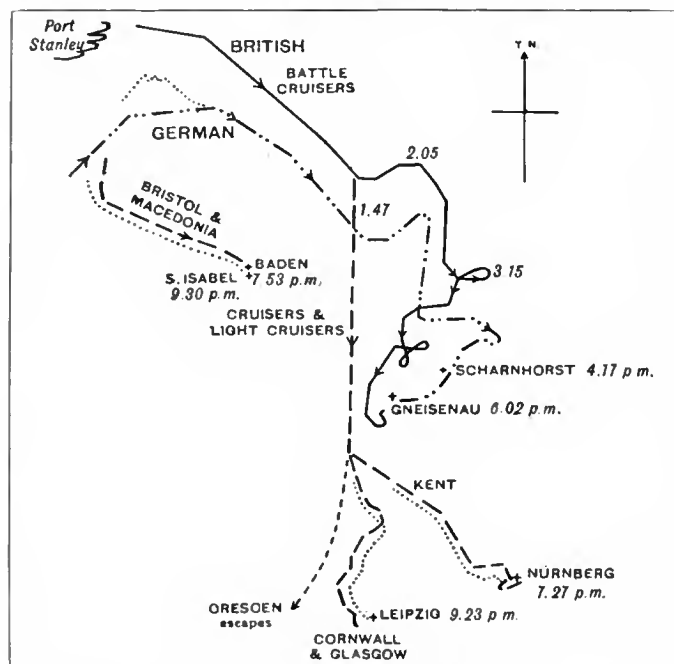 Port
Stanley
BRITISH
BATTLE
CRUISERS
T N
GERMAN
2.05
1.47
BRISTOL &
MACEDONIA
BADEN
7.53 p.m,
S. ISABEL
9.30 p.m.
3.15
CRUISERS &
LIGHT CRUISERS
SCHARNHORST 4.17 p m.
GNEISENAU 6.02 p.m.
KENT
NÜRNBERG
7.27 p.m.
DRESDEN
escapes
LEIPZIG 9.23 p.m.
CORNWALL
& GLASGOW